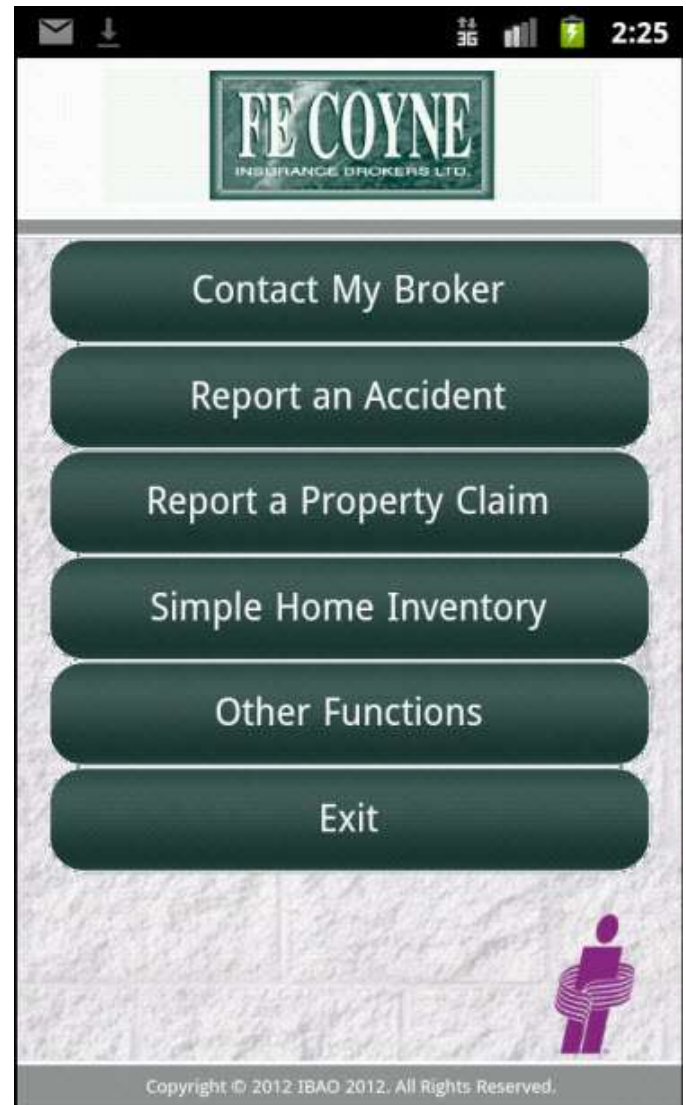 3G 2:25
FE COYNE
INSURANCE BROKERS LTD.
Contact My Broker
Report an Accident
Report a Property Claim
Simple Home Inventory
Other Functions
Exit
Copyright © 2012 IBAO 2012. All Rights Reserved.